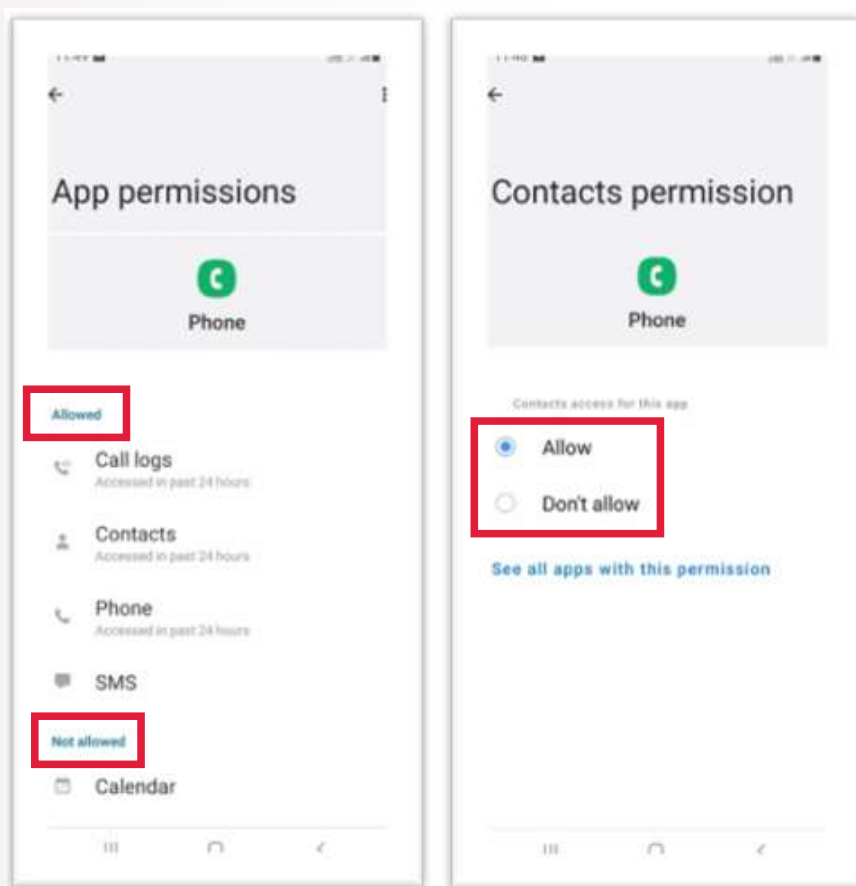 App permissions
Phone
Allowed
Call logs
Accessed in past 24 hours
Contacts
Accessed in past 24 hours
Phone
Accessed in past 24 hours
SMS
Not allowed
Calendar
Contacts permission
Phone
Contacts access for this app
Allow
Don't allow
See all apps with this permission